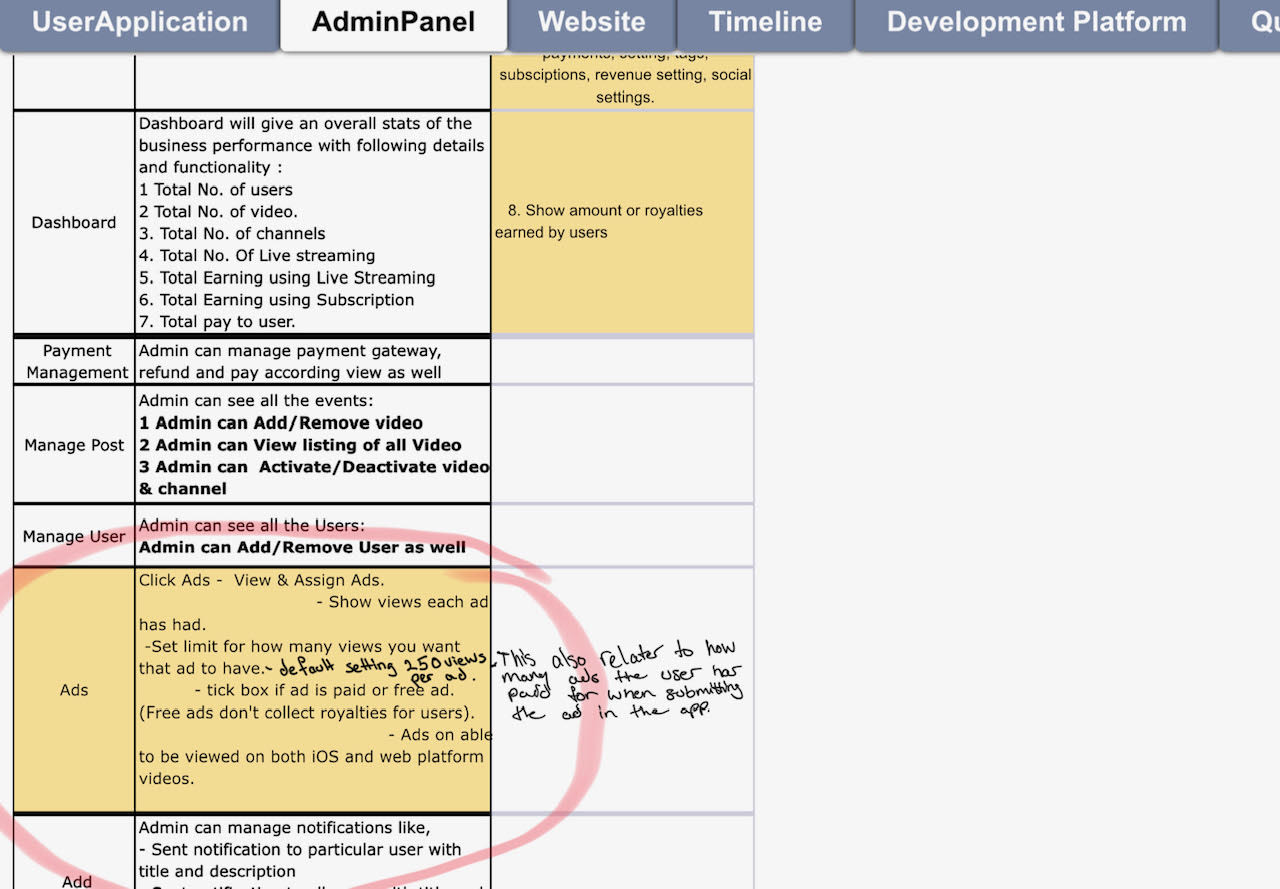 UserApplication
AdminPanel
Website
Timeline
Development Platform
payments, setting, tags,
subsciptions, revenue setting, social
settings.
Dashboard
Dashboard will give an overall stats of the
business performance with following details
and functionality :
1 Total No. of users
2 Total No. of video.
3. Total No. of channels
4. Total No. Of Live streaming
5. Total Earning using Live Streaming
6. Total Earning using Subscription
7. Total pay to user.
8. Show amount or royalties
earned by users
Payment
Management
Admin can manage payment gateway,
refund and pay according view as well
Manage Post
Admin can see all the events:
1 Admin can Add/Remove video
2 Admin can View listing of all Video
3 Admin can  Activate/Deactivate video
& channel
Manage User
Admin can see all the Users:
Admin can Add/Remove User as well
Ads
Click Ads -  View & Assign Ads.
- Show views each ad
has had.
-Set limit for how many views you want
that ad to have.- default setting 250 views
per ad.
- tick box if ad is paid or free ad.
(Free ads don't collect royalties for users).
- Ads on able
to be viewed on both iOS and web platform
videos.
-This also relater to how
many ads the user has
paid for when submitting
the ad in the app.
Add
Admin can manage notifications like,
- Sent notification to particular user with
title and description